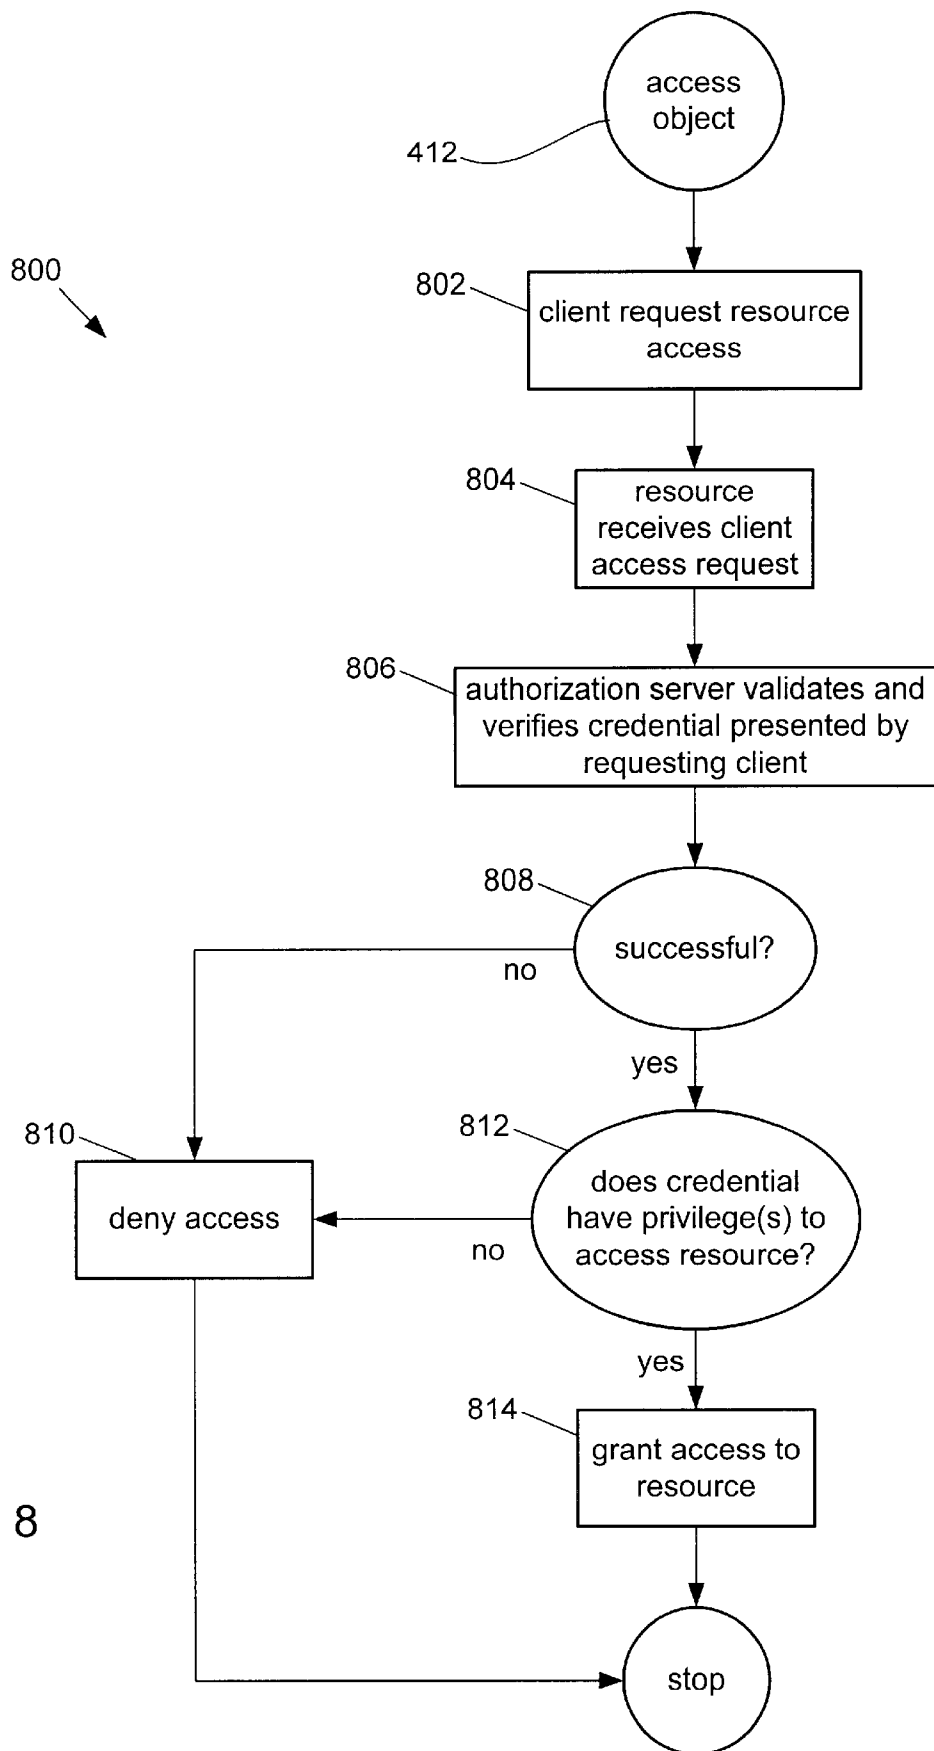 access
object
412
800
802
client request resource
access
804
resource
receives client
access request
806
authorization server validates and
verifies credential presented by
requesting client
808
successful?
no
yes
810
deny access
812
does credential
have privilege(s) to
access resource?
no
yes
814
grant access to
resource
8
stop